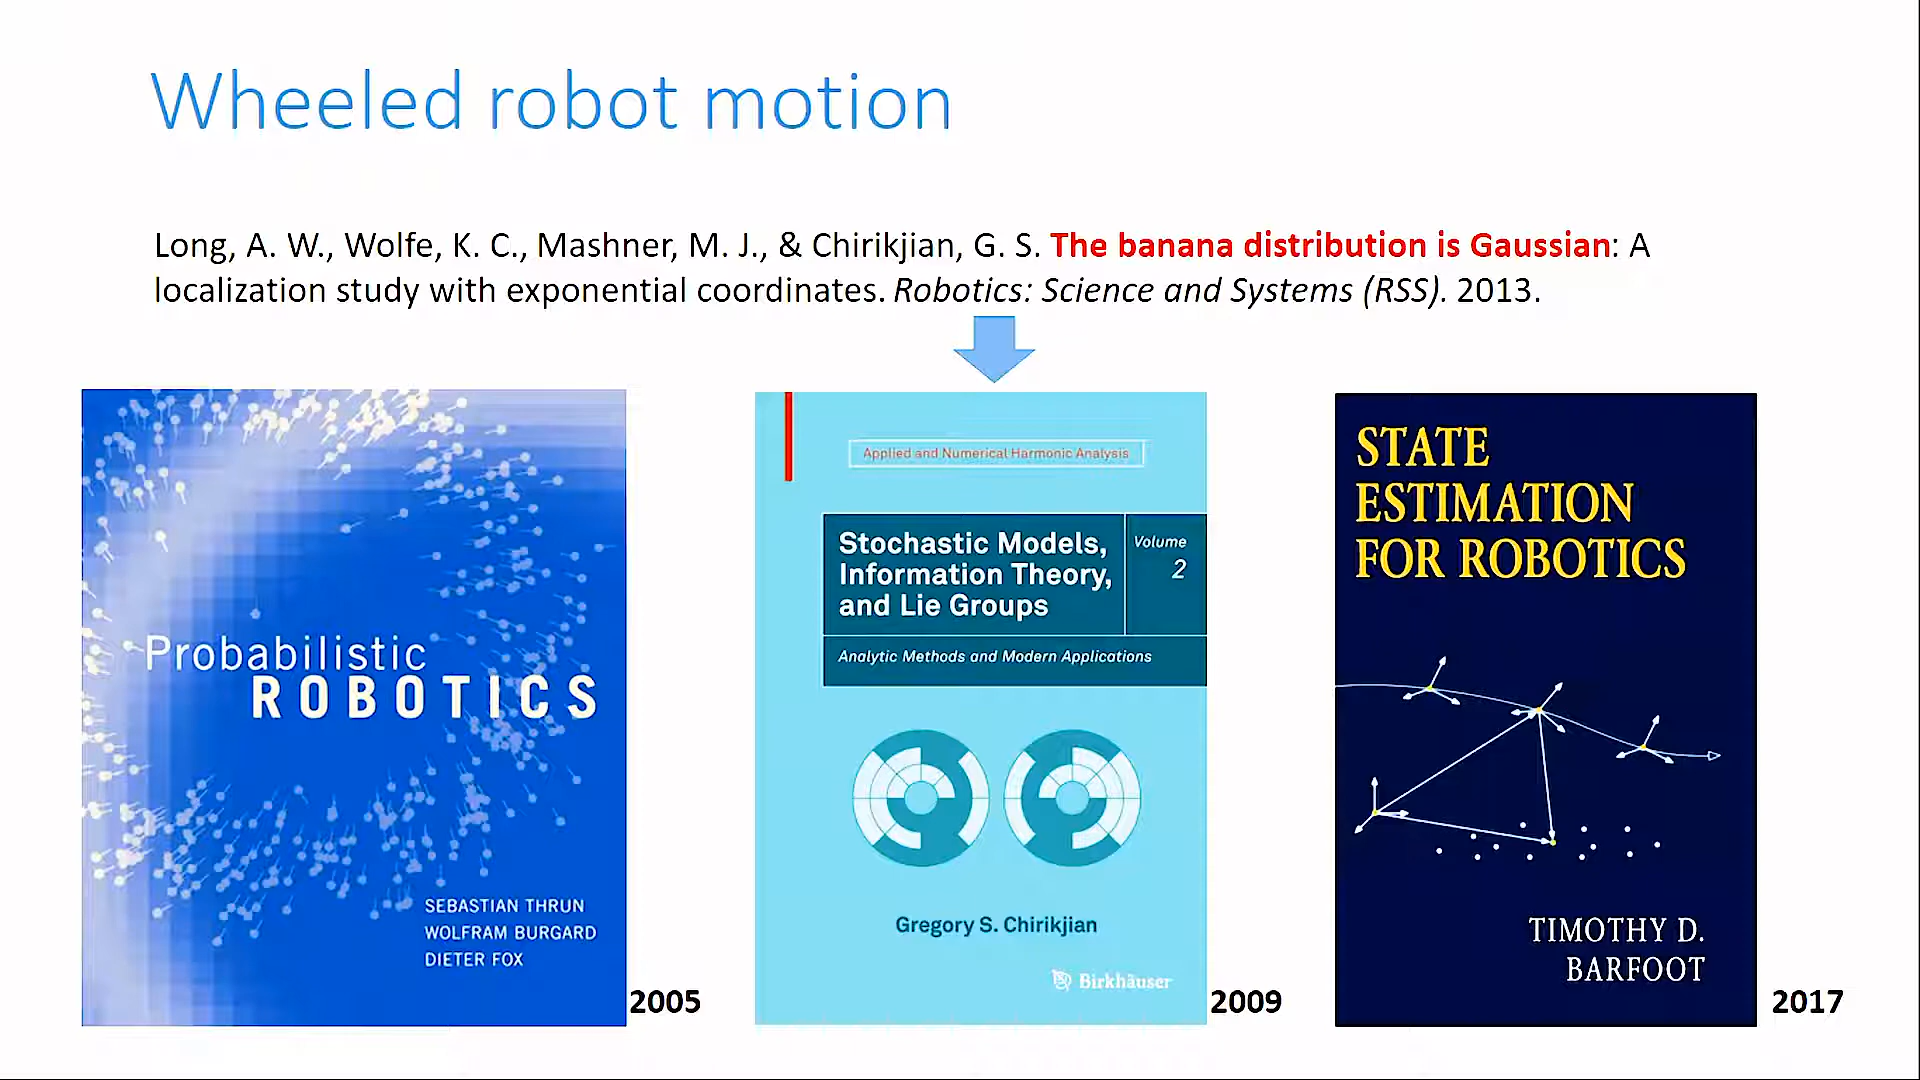 Wheeled robot motion
Long, A. W., Wolfe, K. C., Mashner, M. J., & Chirikjian, G. S. The banana distribution is Gaussian: A
localization study with exponential coordinates. Robotics: Science and Systems (RSS). 2013.
Probabilistic
ROBOTICS
SEBASTIAN THRUN
WOLFRAM BURGARD
DIETER FOX
2005
Applied and Numerical Harmonic Analysis
Stochastic Models,
Information Theory,
and Lie Groups
Volume
2
Analytic Methods and Modern Applications
Gregory S. Chirikjian
Birkhäuser
2009
STATE
ESTIMATION
FOR ROBOTICS
TIMOTHY D.
BARFOOT
2017